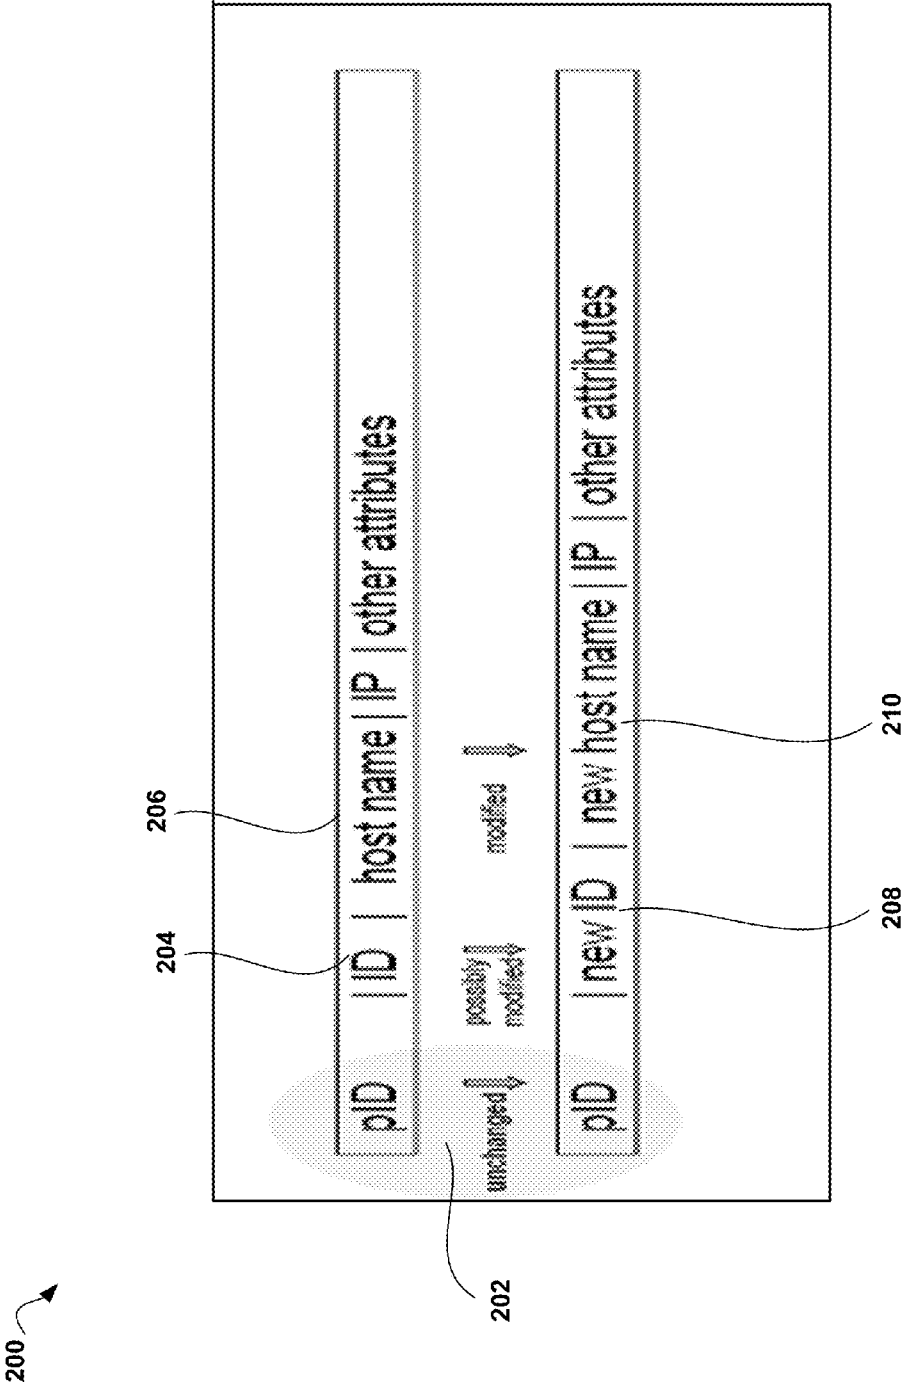 200
206
204
pID | ID | host name | IP | other attributes
unchanged
possibly
modified
modified
pID | new ID | new host name | IP | other attributes
202
208
210